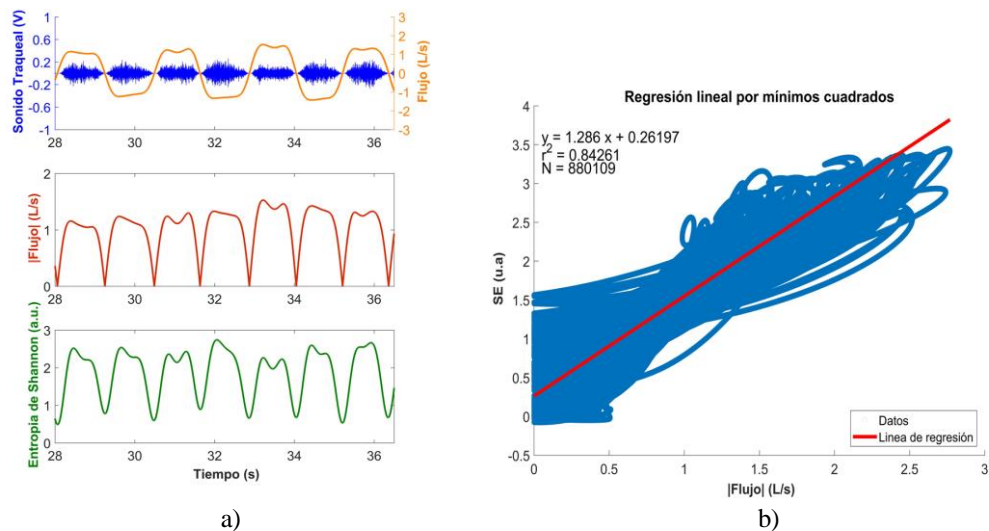 Sonido Traqueal (V)
1
0.6
0.2
-0.2
-0.6
-1
3
2
1
0
-1
-2
-3
Flujo (L/s)
28 30 32 34 36
|Flujo| (L/s)
2
1
0
28 30 32 34 36
Entropia de Shannon (a.u.)
3
2
1
0
28 30 32 34 36
Tiempo (s)
a)
Regresión lineal por mínimos cuadrados
y = 1.286 x + 0.26197
r² = 0.84261
N = 880109
SE (u.a)
4
3.5
3
2.5
2
1.5
1
0.5
0
-0.5
0 0.5 1 1.5 2 2.5 3
|Flujo| (L/s)
Datos
Linea de regresión
b)